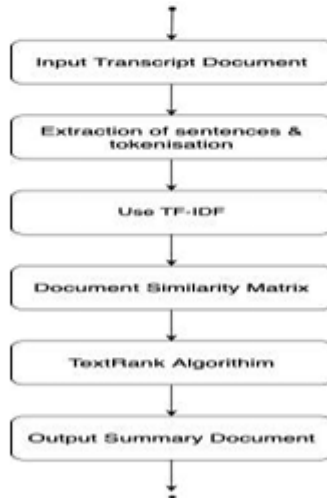 Input Transcript Document
Extraction of sentences &
tokenisation
Use TF-IDF
Document Similarity Matrix
TextRank Algorithim
Output Summary Document